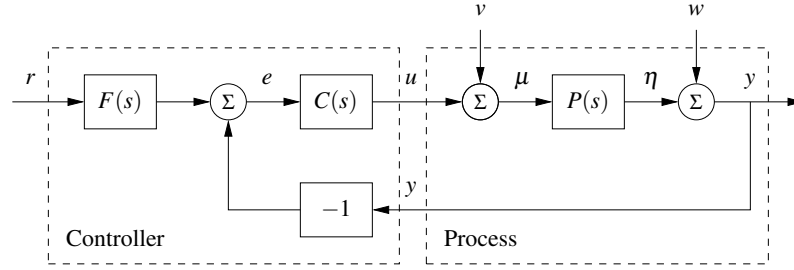 v w
r F(s) Σ e C(s) u Σ μ P(s) η Σ y
−1 y
Controller Process